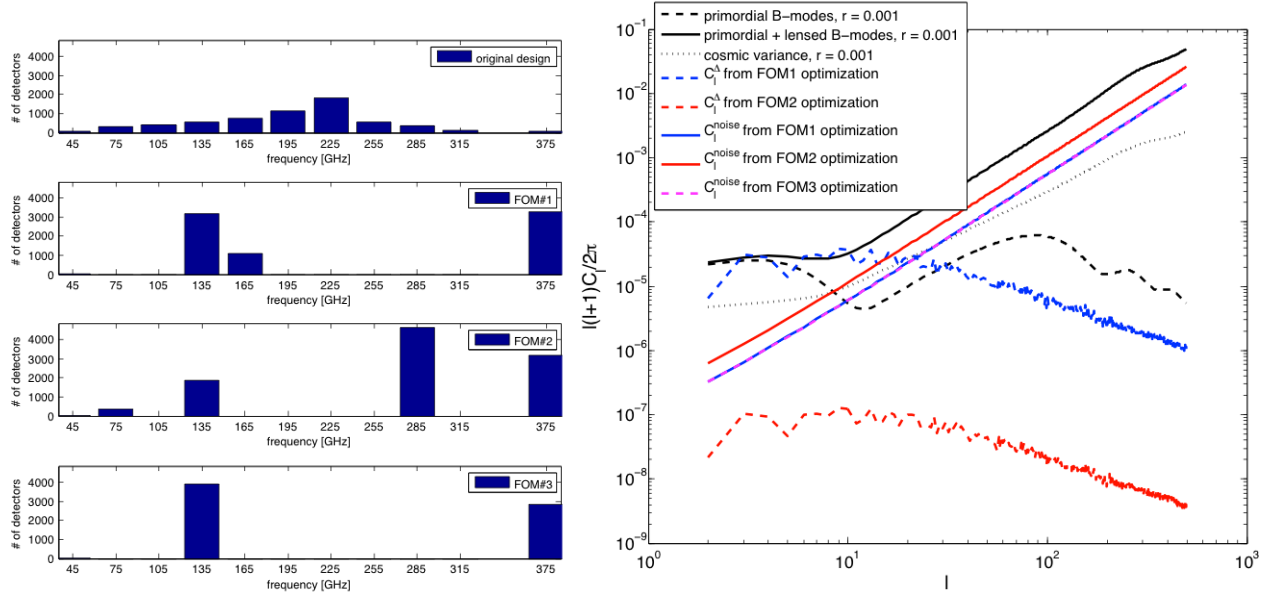 4000
3000
2000
1000
0
# of detectors
original design
45 75 105 135 165 195 225 255 285 315 375
frequency [GHz]
4000
3000
2000
1000
0
# of detectors
FOM#1
45 75 105 135 165 195 225 255 285 315 375
frequency [GHz]
4000
3000
2000
1000
0
# of detectors
FOM#2
45 75 105 135 165 195 225 255 285 315 375
frequency [GHz]
4000
3000
2000
1000
0
# of detectors
FOM#3
45 75 105 135 165 195 225 255 285 315 375
frequency [GHz]
primordial B-modes, r = 0.001
primordial + lensed B-modes, r = 0.001
cosmic variance, r = 0.001
C_l^Δ from FOM1 optimization
C_l^Δ from FOM2 optimization
C_l^noise from FOM1 optimization
C_l^noise from FOM2 optimization
C_l^noise from FOM3 optimization
10^-1
10^-2
10^-3
10^-4
10^-5
10^-6
10^-7
10^-8
10^-9
l(l+1)C_l/2π
10^0 10^1 10^2 10^3
l